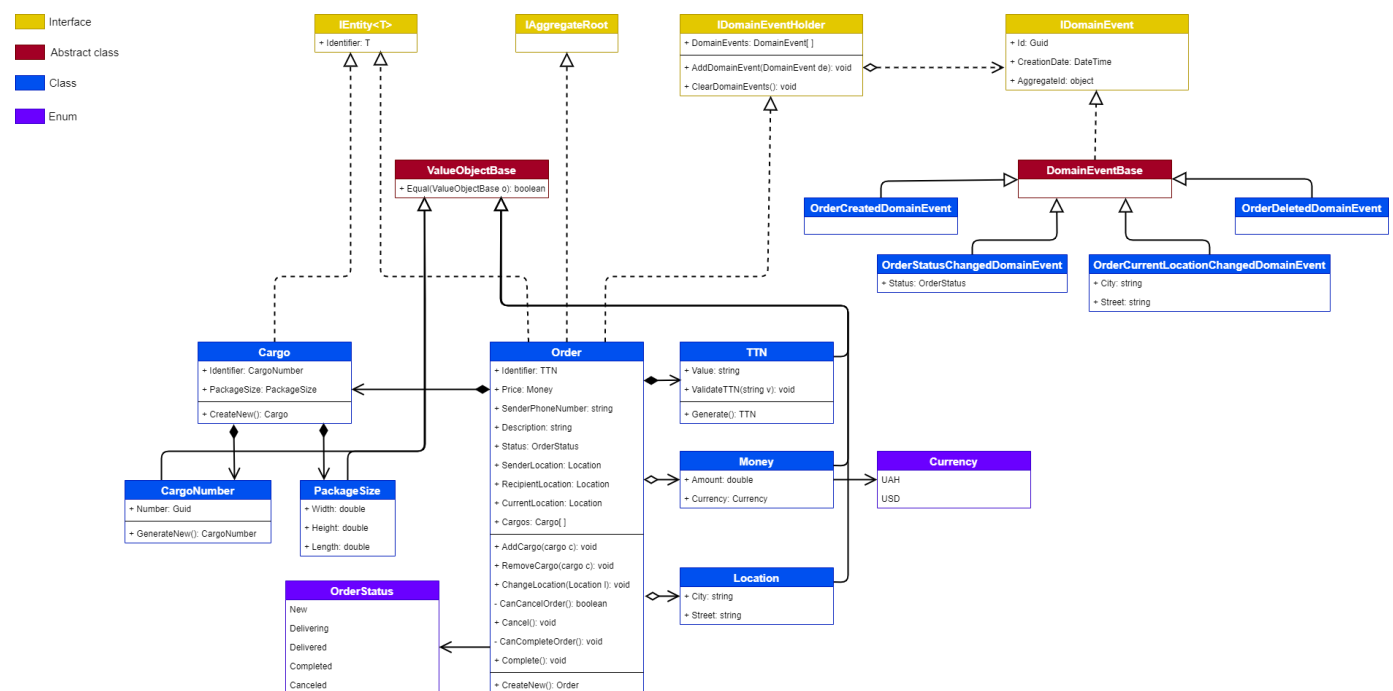 Interface
Abstract class
Class
Enum
IEntity<T>
+ Identifier: T
IAggregateRoot
IDomainEventHolder
+ DomainEvents: DomainEvent[ ]
+ AddDomainEvent(DomainEvent de): void
+ ClearDomainEvents(): void
IDomainEvent
+ Id: Guid
+ CreationDate: DateTime
+ AggregateId: object
ValueObjectBase
+ Equal(ValueObjectBase o): boolean
DomainEventBase
OrderCreatedDomainEvent
OrderDeletedDomainEvent
OrderStatusChangedDomainEvent
+ Status: OrderStatus
OrderCurrentLocationChangedDomainEvent
+ City: string
+ Street: string
Cargo
+ Identifier: CargoNumber
+ PackageSize: PackageSize
+ CreateNew(): Cargo
Order
+ Identifier: TTN
+ Price: Money
+ SenderPhoneNumber: string
+ Description: string
+ Status: OrderStatus
+ SenderLocation: Location
+ RecipientLocation: Location
+ CurrentLocation: Location
+ Cargos: Cargo[ ]
+ AddCargo(cargo c): void
+ RemoveCargo(cargo c): void
+ ChangeLocation(Location l): void
- CanCancelOrder(): boolean
+ Cancel(): void
- CanCompleteOrder(): void
+ Complete(): void
+ CreateNew(): Order
TTN
+ Value: string
+ ValidateTTN(string v): void
+ Generate(): TTN
Money
+ Amount: double
+ Currency: Currency
Currency
UAH
USD
CargoNumber
+ Number: Guid
+ GenerateNew(): CargoNumber
PackageSize
+ Width: double
+ Height: double
+ Length: double
Location
+ City: string
+ Street: string
OrderStatus
New
Delivering
Delivered
Completed
Canceled